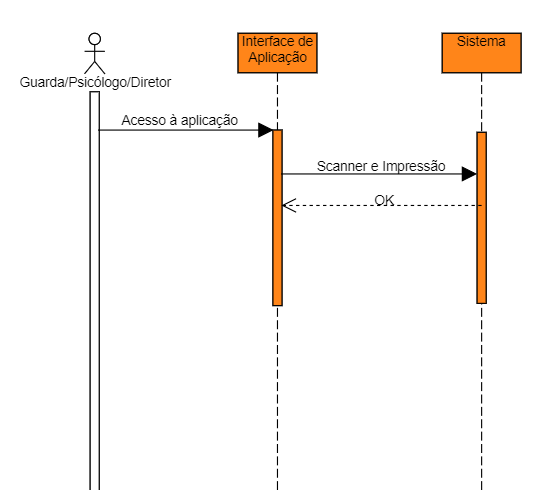 Interface de
Aplicação
Sistema
Guarda/Psicólogo/Diretor
Acesso à aplicação
Scanner e Impressão
OK